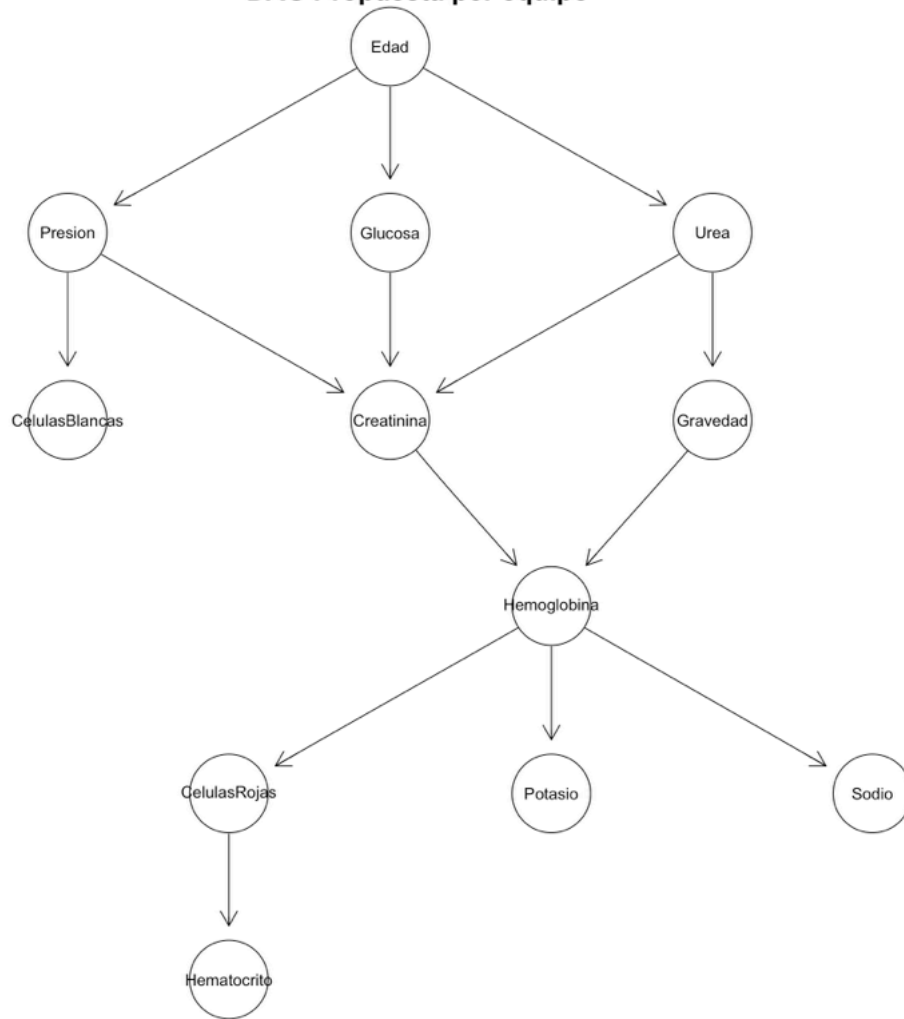 Edad
Presion
Glucosa
Urea
CelulasBlancas
Creatinina
Gravedad
Hemoglobina
CelulasRojas
Potasio
Sodio
Hematocrito